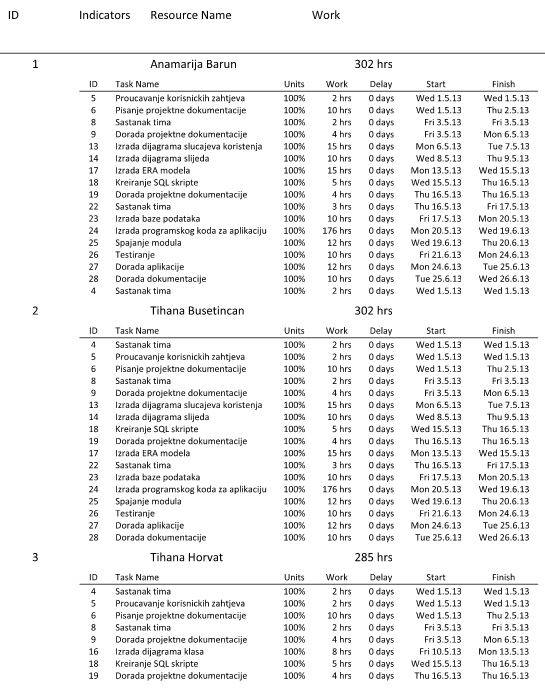 ID Indicators Resource Name Work
1 Anamarija Barun 302 hrs
ID Task Name Units Work Delay Start Finish
5 Proucavanje korisnickih zahtjeva 100% 2 hrs 0 days Wed 1.5.13 Wed 1.5.13
6 Pisanje projektne dokumentacije 100% 10 hrs 0 days Wed 1.5.13 Thu 2.5.13
8 Sastanak tima 100% 2 hrs 0 days Fri 3.5.13 Fri 3.5.13
9 Dorada projektne dokumentacije 100% 4 hrs 0 days Fri 3.5.13 Mon 6.5.13
13 Izrada dijagrama slucajeva koristenja 100% 15 hrs 0 days Mon 6.5.13 Tue 7.5.13
14 Izrada dijagrama slijeda 100% 10 hrs 0 days Wed 8.5.13 Thu 9.5.13
17 Izrada ERA modela 100% 15 hrs 0 days Mon 13.5.13 Wed 15.5.13
18 Kreiranje SQL skripte 100% 5 hrs 0 days Wed 15.5.13 Thu 16.5.13
19 Dorada projektne dokumentacije 100% 4 hrs 0 days Thu 16.5.13 Thu 16.5.13
22 Sastanak tima 100% 3 hrs 0 days Thu 16.5.13 Fri 17.5.13
23 Izrada baze podataka 100% 10 hrs 0 days Fri 17.5.13 Mon 20.5.13
24 Izrada programskog koda za aplikaciju 100% 176 hrs 0 days Mon 20.5.13 Wed 19.6.13
25 Spajanje modula 100% 12 hrs 0 days Wed 19.6.13 Thu 20.6.13
26 Testiranje 100% 10 hrs 0 days Fri 21.6.13 Mon 24.6.13
27 Dorada aplikacije 100% 12 hrs 0 days Mon 24.6.13 Tue 25.6.13
28 Dorada dokumentacije 100% 10 hrs 0 days Tue 25.6.13 Wed 26.6.13
4 Sastanak tima 100% 2 hrs 0 days Wed 1.5.13 Wed 1.5.13
2 Tihana Busetincan 302 hrs
ID Task Name Units Work Delay Start Finish
4 Sastanak tima 100% 2 hrs 0 days Wed 1.5.13 Wed 1.5.13
5 Proucavanje korisnickih zahtjeva 100% 2 hrs 0 days Wed 1.5.13 Wed 1.5.13
6 Pisanje projektne dokumentacije 100% 10 hrs 0 days Wed 1.5.13 Thu 2.5.13
8 Sastanak tima 100% 2 hrs 0 days Fri 3.5.13 Fri 3.5.13
9 Dorada projektne dokumentacije 100% 4 hrs 0 days Fri 3.5.13 Mon 6.5.13
13 Izrada dijagrama slucajeva koristenja 100% 15 hrs 0 days Mon 6.5.13 Tue 7.5.13
14 Izrada dijagrama slijeda 100% 10 hrs 0 days Wed 8.5.13 Thu 9.5.13
18 Kreiranje SQL skripte 100% 5 hrs 0 days Wed 15.5.13 Thu 16.5.13
19 Dorada projektne dokumentacije 100% 4 hrs 0 days Thu 16.5.13 Thu 16.5.13
17 Izrada ERA modela 100% 15 hrs 0 days Mon 13.5.13 Wed 15.5.13
22 Sastanak tima 100% 3 hrs 0 days Thu 16.5.13 Fri 17.5.13
23 Izrada baze podataka 100% 10 hrs 0 days Fri 17.5.13 Mon 20.5.13
24 Izrada programskog koda za aplikaciju 100% 176 hrs 0 days Mon 20.5.13 Wed 19.6.13
25 Spajanje modula 100% 12 hrs 0 days Wed 19.6.13 Thu 20.6.13
26 Testiranje 100% 10 hrs 0 days Fri 21.6.13 Mon 24.6.13
27 Dorada aplikacije 100% 12 hrs 0 days Mon 24.6.13 Tue 25.6.13
28 Dorada dokumentacije 100% 10 hrs 0 days Tue 25.6.13 Wed 26.6.13
3 Tihana Horvat 285 hrs
ID Task Name Units Work Delay Start Finish
4 Sastanak tima 100% 2 hrs 0 days Wed 1.5.13 Wed 1.5.13
5 Proucavanje korisnickih zahtjeva 100% 2 hrs 0 days Wed 1.5.13 Wed 1.5.13
6 Pisanje projektne dokumentacije 100% 10 hrs 0 days Wed 1.5.13 Thu 2.5.13
8 Sastanak tima 100% 2 hrs 0 days Fri 3.5.13 Fri 3.5.13
9 Dorada projektne dokumentacije 100% 4 hrs 0 days Fri 3.5.13 Mon 6.5.13
16 Izrada dijagrama klasa 100% 8 hrs 0 days Fri 10.5.13 Mon 13.5.13
18 Kreiranje SQL skripte 100% 5 hrs 0 days Wed 15.5.13 Thu 16.5.13
19 Dorada projektne dokumentacije 100% 4 hrs 0 days Thu 16.5.13 Thu 16.5.13